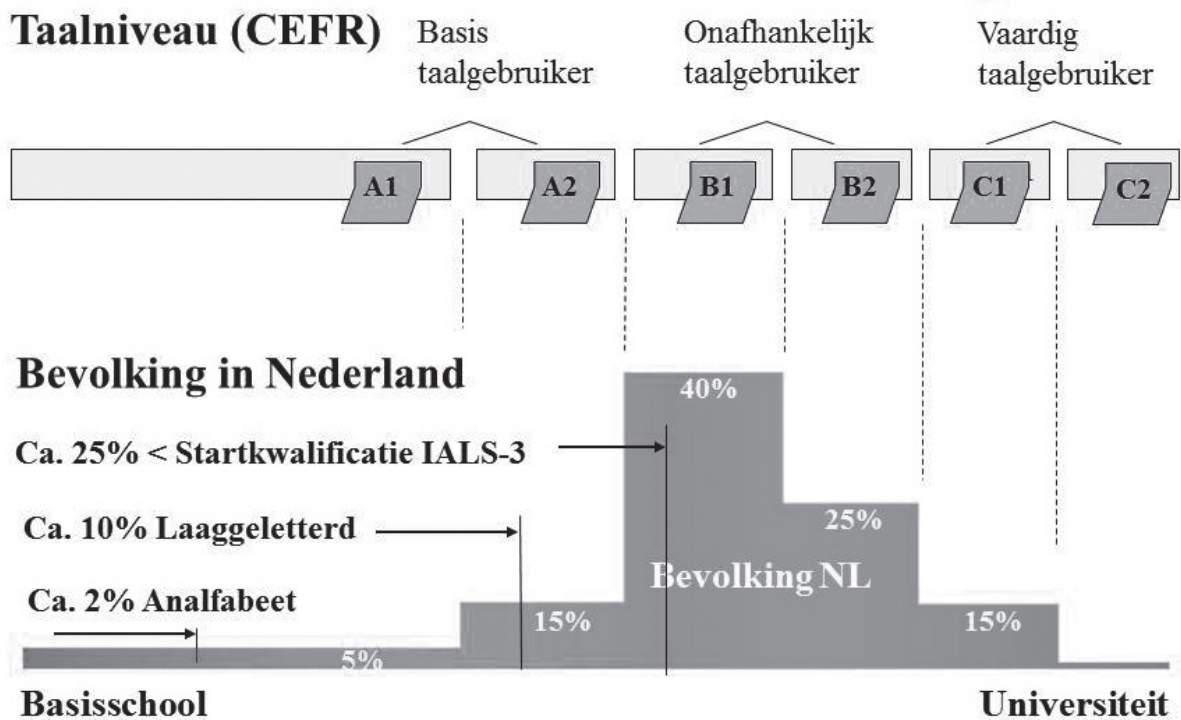 Taalniveau (CEFR)
Basis
taalgebruiker
Onafhankelijk
taalgebruiker
Vaardig
taalgebruiker
A1
A2
B1
B2
C1
C2
Bevolking in Nederland
40%
Ca. 25% < Startkwalificatie IALS-3
25%
Ca. 10% Laaggeletterd
Bevolking NL
Ca. 2% Analfabeet
15%
15%
5%
Basisschool
Universiteit